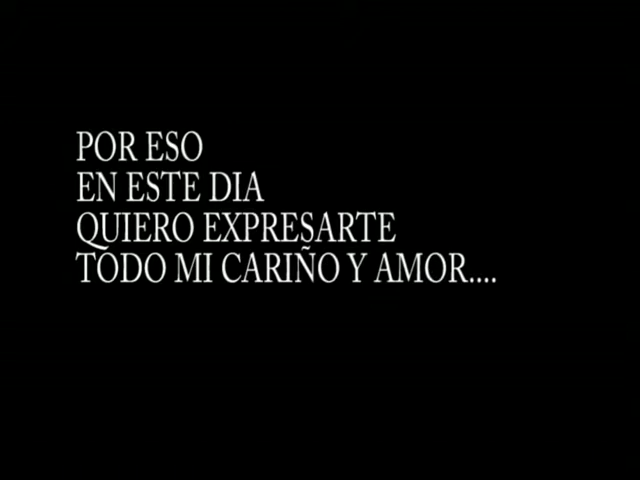 POR ESO
EN ESTE DIA
QUIERO EXPRESARTE
TODO MI CARIÑO Y AMOR....